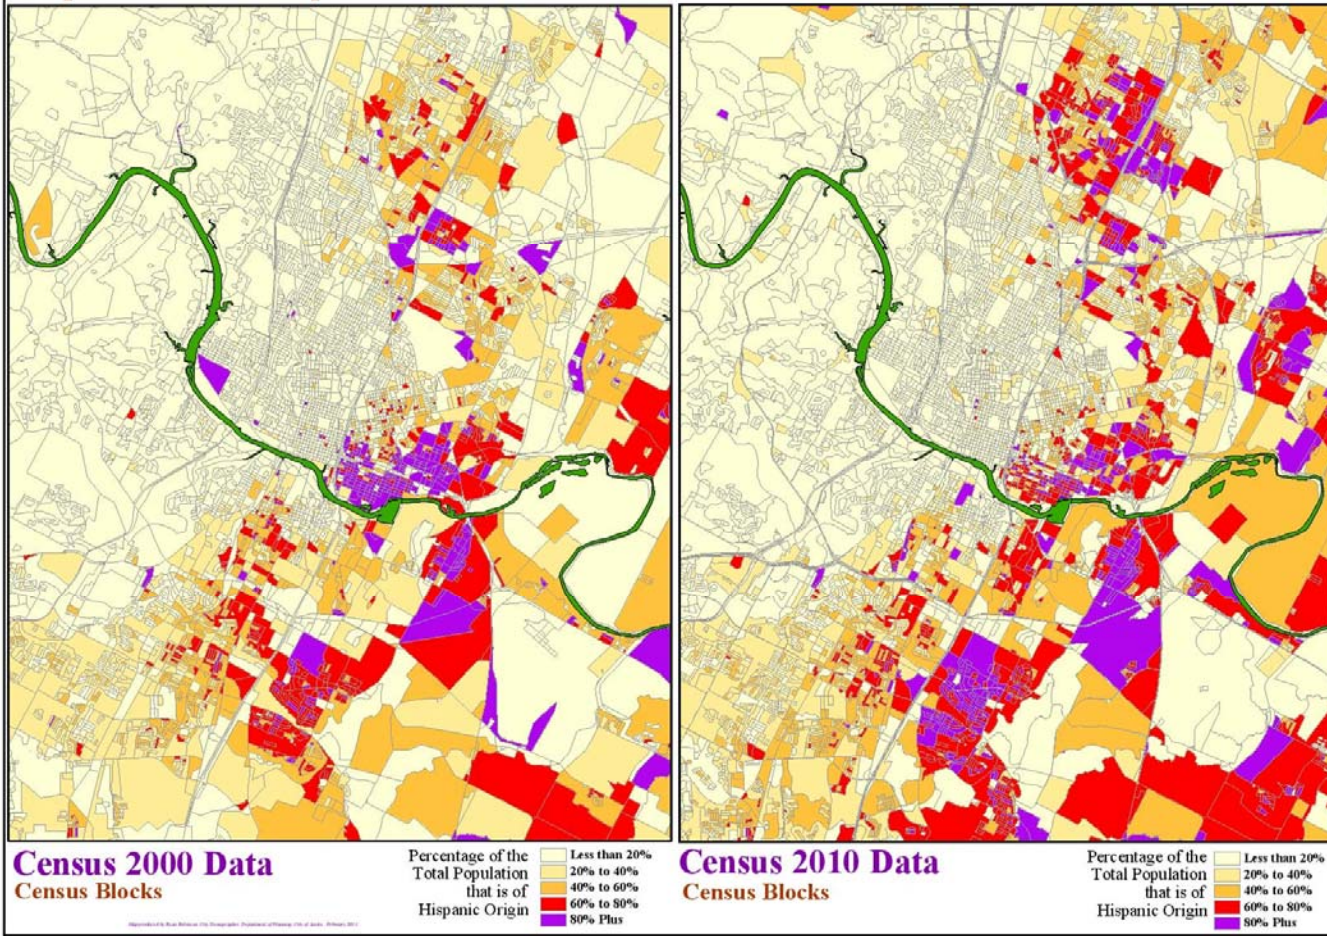 Census 2000 Data
Census Blocks
Percentage of the
Total Population
that is of
Hispanic Origin
Less than 20%
20% to 40%
40% to 60%
60% to 80%
80% Plus
Census 2010 Data
Census Blocks
Percentage of the
Total Population
that is of
Hispanic Origin
Less than 20%
20% to 40%
40% to 60%
60% to 80%
80% Plus